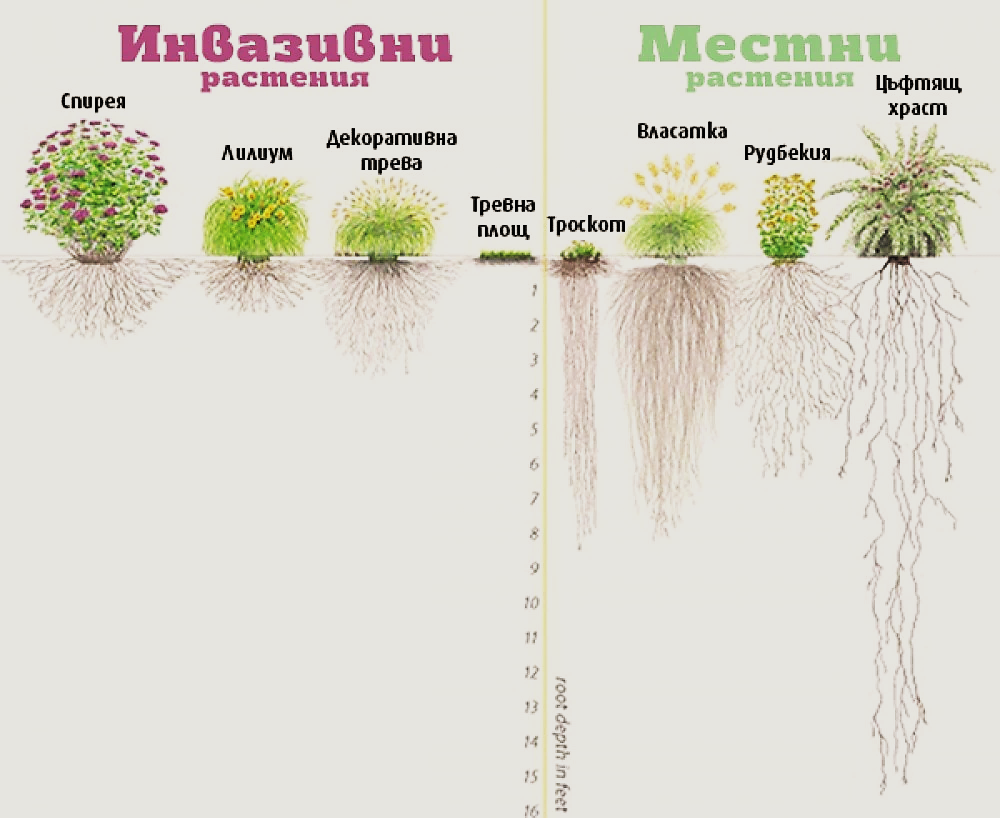 Инвазивни
растения
Местни
растения
Спирея
Лилиум
Декоративна
трева
Тревна
площ
Троскот
Власатка
Рудбекия
Цъфтящ
храст
1
2
3
4
5
6
7
8
9
10
11
12
13
14
15
16
root depth in feet